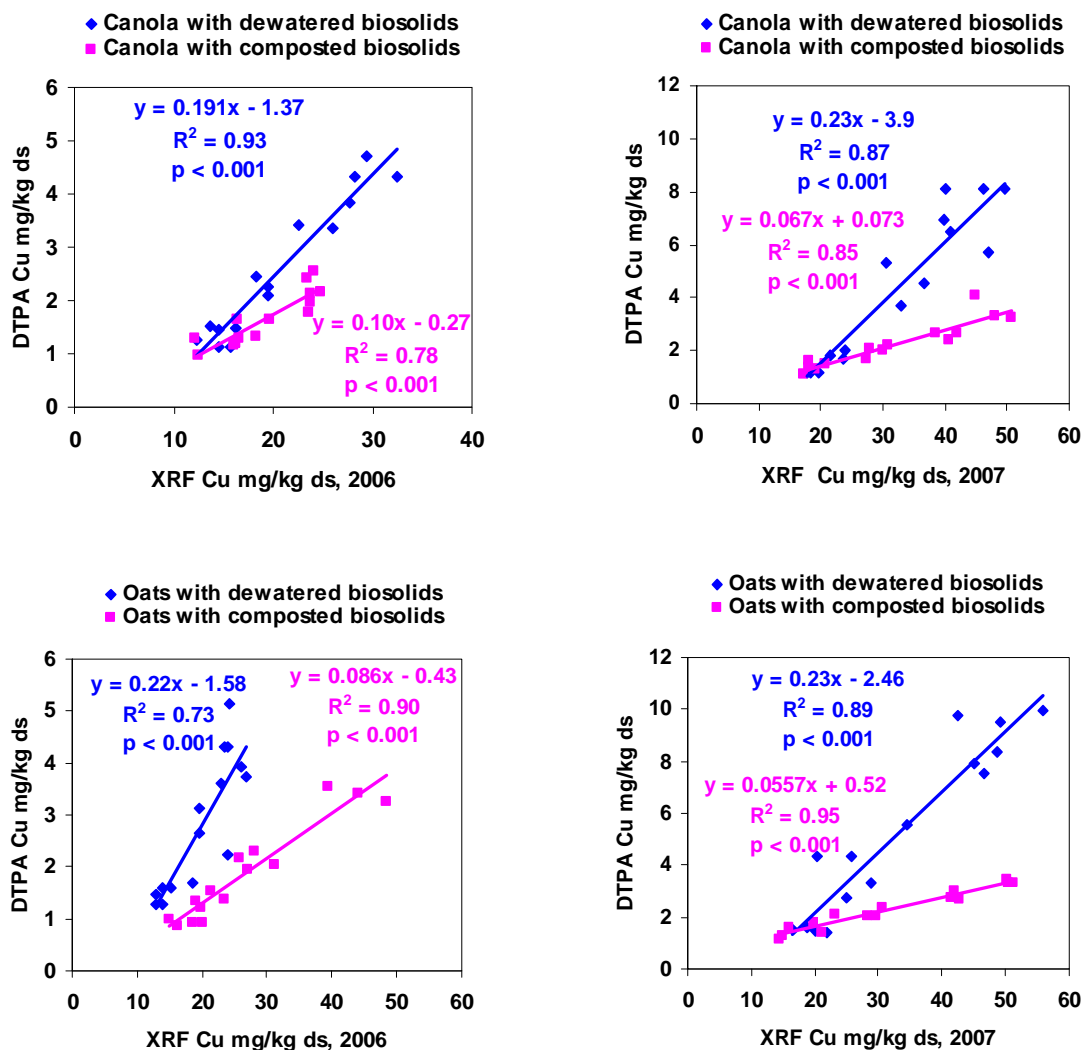 Canola with dewatered biosolids
Canola with composted biosolids
6
5
4
3
2
1
0
DTPA Cu mg/kg ds
y = 0.191x - 1.37
R² = 0.93
p < 0.001
y = 0.10x - 0.27
R² = 0.78
p < 0.001
0 10 20 30 40
XRF Cu mg/kg ds, 2006
Canola with dewatered biosolids
Canola with composted biosolids
12
10
8
6
4
2
0
DTPA Cu mg/kg ds
y = 0.23x - 3.9
R² = 0.87
p < 0.001
y = 0.067x + 0.073
R² = 0.85
p < 0.001
0 10 20 30 40 50 60
XRF Cu mg/kg ds, 2007
Oats with dewatered biosolids
Oats with composted biosolids
6
5
4
3
2
1
0
DTPA Cu mg/kg ds
y = 0.22x - 1.58
R² = 0.73
p < 0.001
y = 0.086x - 0.43
R² = 0.90
p < 0.001
0 10 20 30 40 50 60
XRF Cu mg/kg ds, 2006
Oats with dewatered biosolids
Oats with composted biosolids
12
10
8
6
4
2
0
DTPA Cu mg/kg ds
y = 0.23x - 2.46
R² = 0.89
p < 0.001
y = 0.0557x + 0.52
R² = 0.95
p < 0.001
0 10 20 30 40 50 60
XRF Cu mg/kg ds, 2007